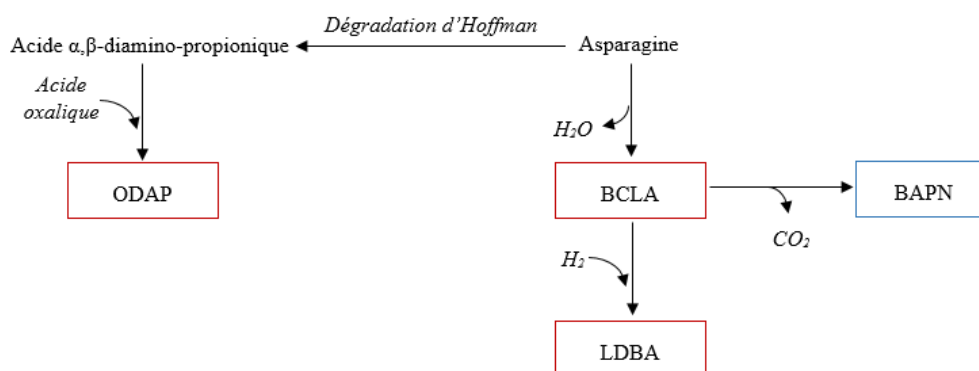 Dégradation d’Hoffman
Acide α,β-diamino-propionique
Asparagine
Acide
oxalique
H₂O
ODAP
BCLA
BAPN
CO₂
H₂
LDBA